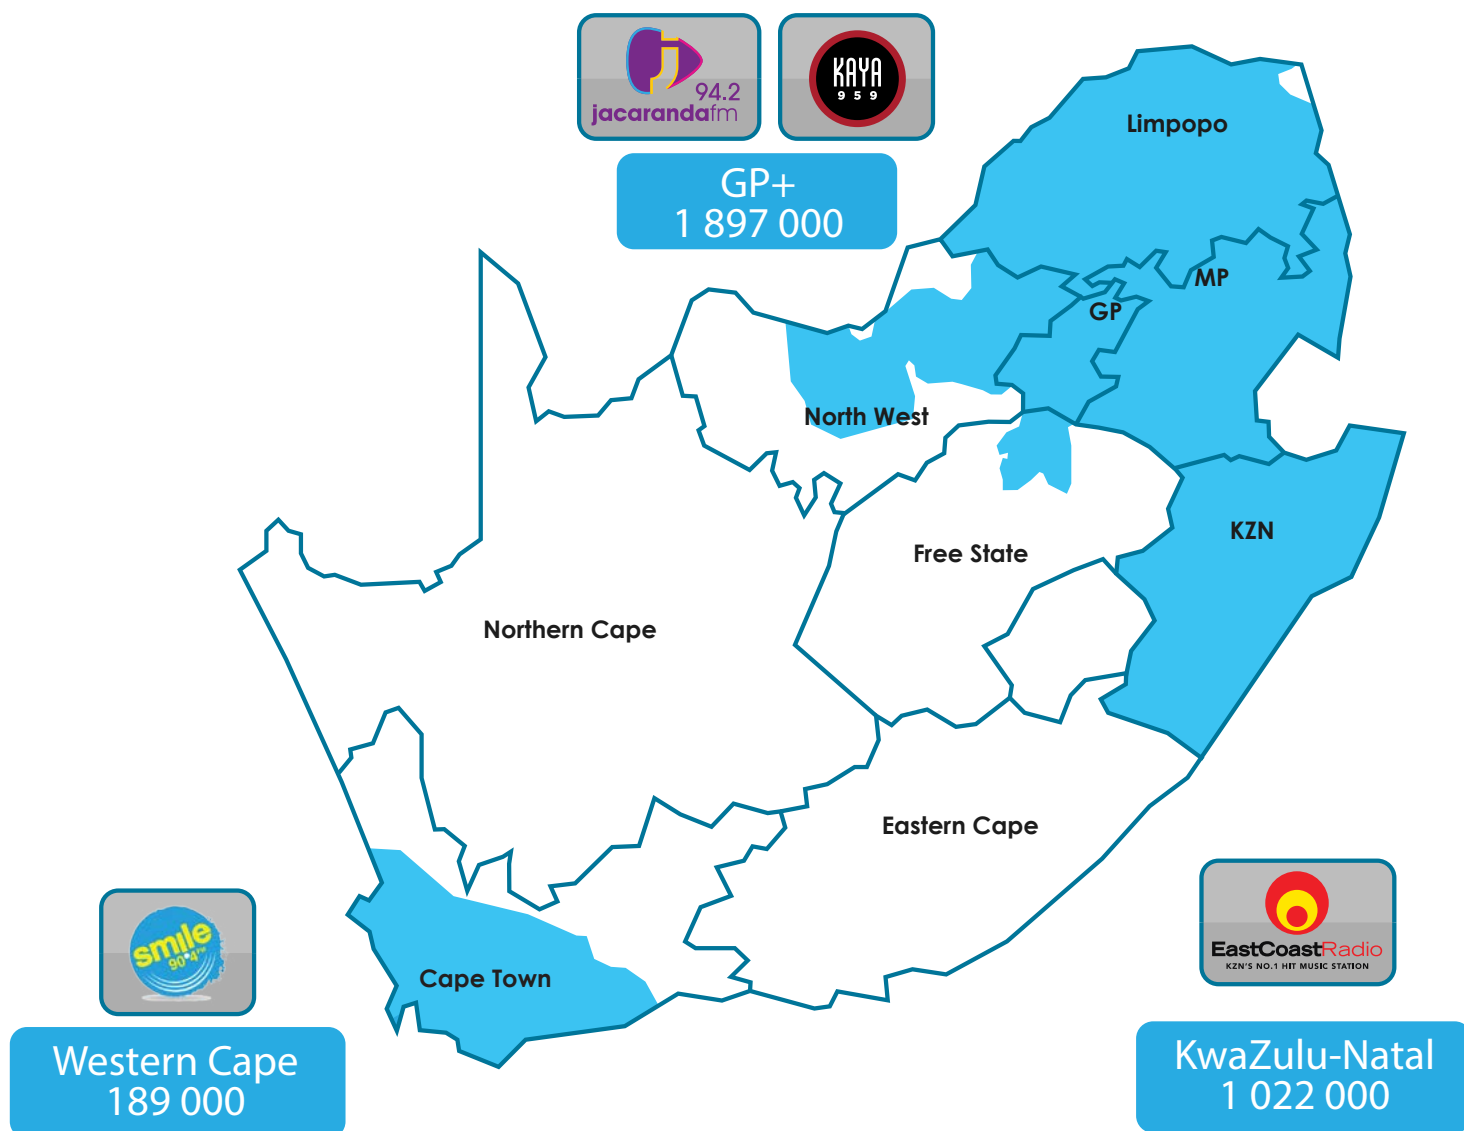 94.2
jacarandafm
KAYA
959
GP+
1 897 000
Limpopo
MP
GP
North West
KZN
Free State
Northern Cape
Eastern Cape
smile
90•4FM
Cape Town
EastCoastRadio
KZN'S NO.1 HIT MUSIC STATION
Western Cape
189 000
KwaZulu-Natal
1 022 000